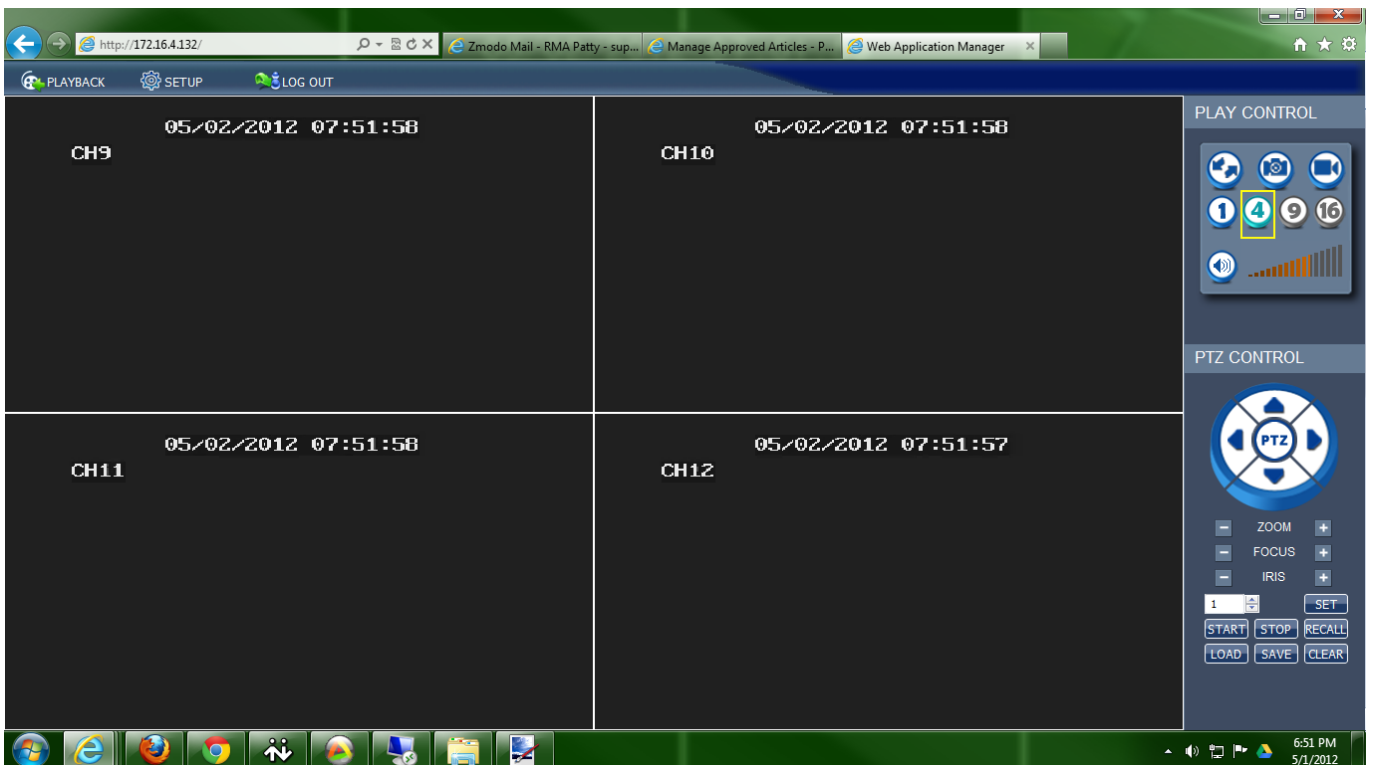 http://172.16.4.132/
Zmodo Mail - RMA Patty - sup...
Manage Approved Articles - P...
Web Application Manager
PLAYBACK
SETUP
LOG OUT
05/02/2012 07:51:58
CH9
05/02/2012 07:51:58
CH10
05/02/2012 07:51:58
CH11
05/02/2012 07:51:57
CH12
PLAY CONTROL
1 4 9 16
PTZ CONTROL
PTZ
- ZOOM +
- FOCUS +
- IRIS +
1 SET
START STOP RECALL
LOAD SAVE CLEAR
6:51 PM
5/1/2012